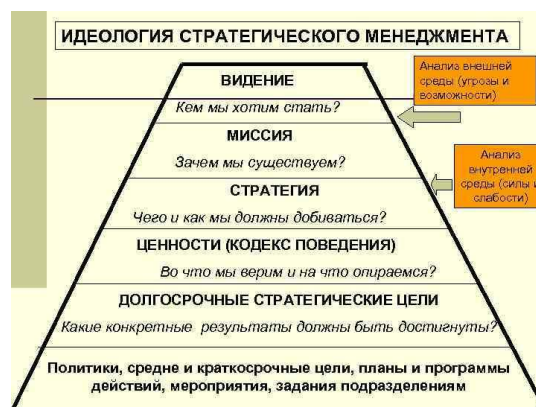 ИДЕОЛОГИЯ СТРАТЕГИЧЕСКОГО МЕНЕДЖМЕНТА
Анализ внешней
среды (угрозы и
возможности)
ВИДЕНИЕ
Кем мы хотим стать?
МИССИЯ
Зачем мы существуем?
Анализ
внутренней
среды (силы и
слабости)
СТРАТЕГИЯ
Чего и как мы должны добиваться?
ЦЕННОСТИ (КОДЕКС ПОВЕДЕНИЯ)
Во что мы верим и на что опираемся?
ДОЛГОСРОЧНЫЕ СТРАТЕГИЧЕСКИЕ ЦЕЛИ
Какие конкретные результаты должны быть достигнуты?
Политики, средне и краткосрочные цели, планы и программы
действий, мероприятия, задания подразделениям